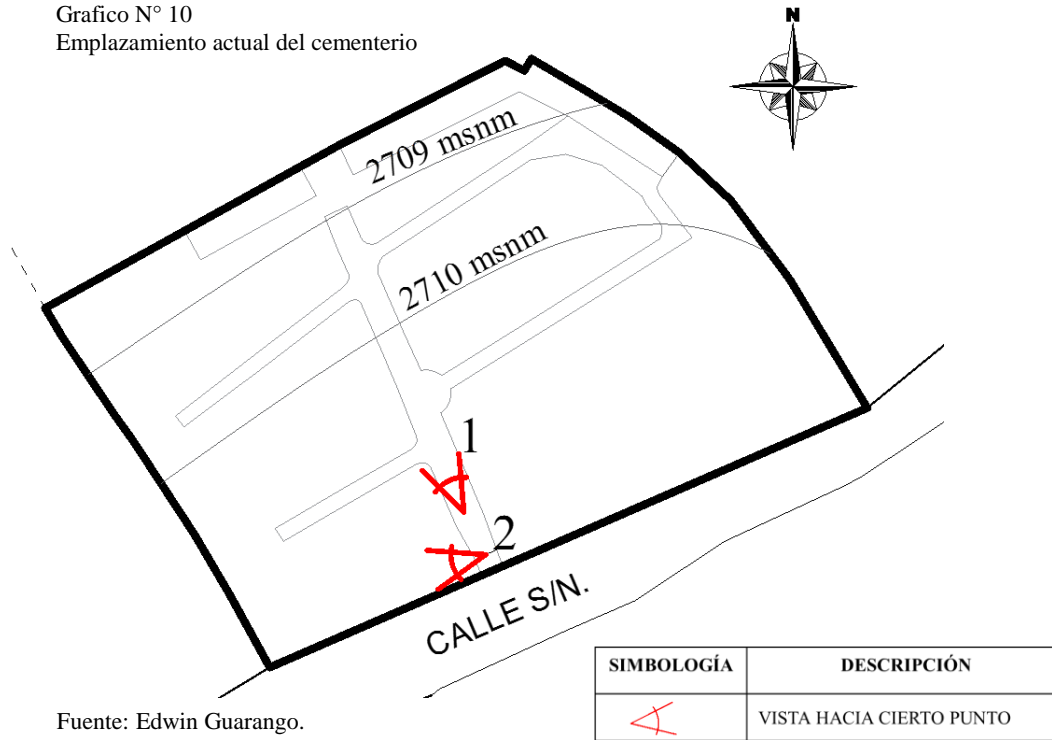 Grafico N° 10
Emplazamiento actual del cementerio
N
2709 msnm
2710 msnm
1
2
CALLE S/N.
SIMBOLOGÍA DESCRIPCIÓN
VISTA HACIA CIERTO PUNTO
Fuente: Edwin Guarango.